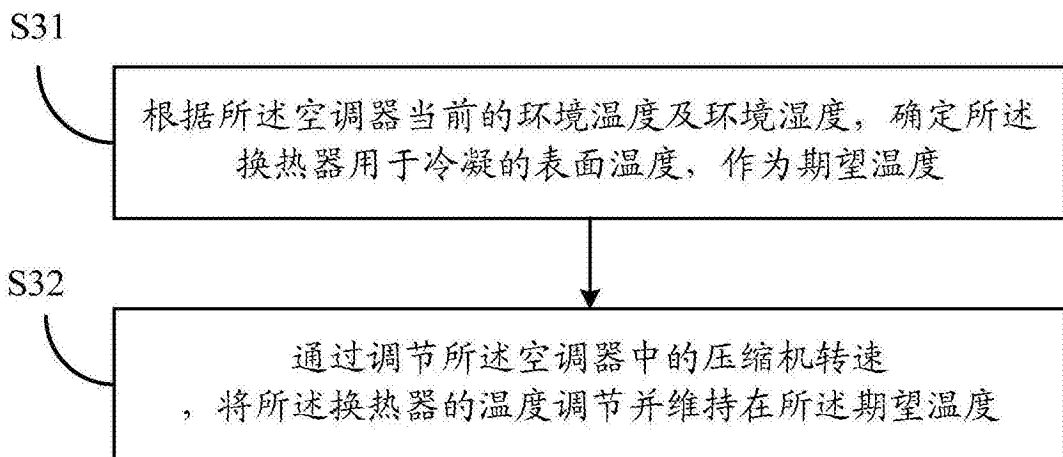 S31
根据所述空调器当前的环境温度及环境湿度，确定所述
换热器用于冷凝的表面温度，作为期望温度
S32
通过调节所述空调器中的压缩机转速
，将所述换热器的温度调节并维持在所述期望温度